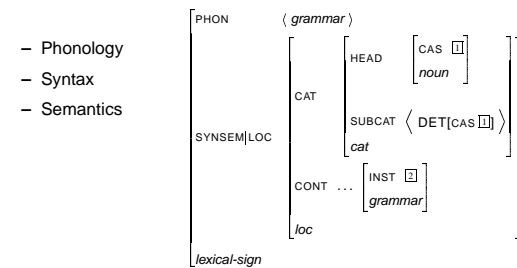 – Phonology
– Syntax
– Semantics
PHON ⟨ grammar ⟩
SYNSEM|LOC
CAT
HEAD
CAS 1
noun
SUBCAT ⟨ DET[CAS 1] ⟩
cat
CONT ...
INST 2
grammar
loc
lexical-sign